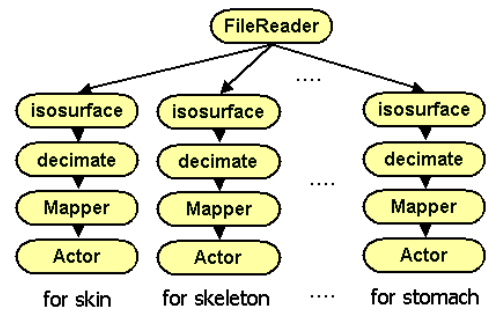 FileReader
....
isosurface isosurface isosurface
decimate decimate decimate
....
Mapper Mapper Mapper
Actor Actor Actor
for skin for skeleton .... for stomach